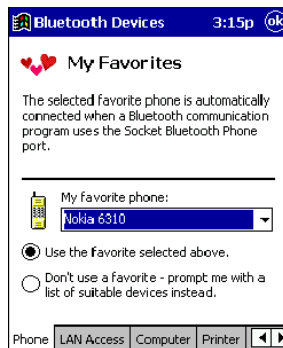 Bluetooth Devices 3:15p ok
My Favorites
The selected favorite phone is automatically
connected when a Bluetooth communication
program uses the Socket Bluetooth Phone
port.
My favorite phone:
Nokia 6310
Use the favorite selected above.
Don't use a favorite - prompt me with a
list of suitable devices instead.
Phone LAN Access Computer Printer